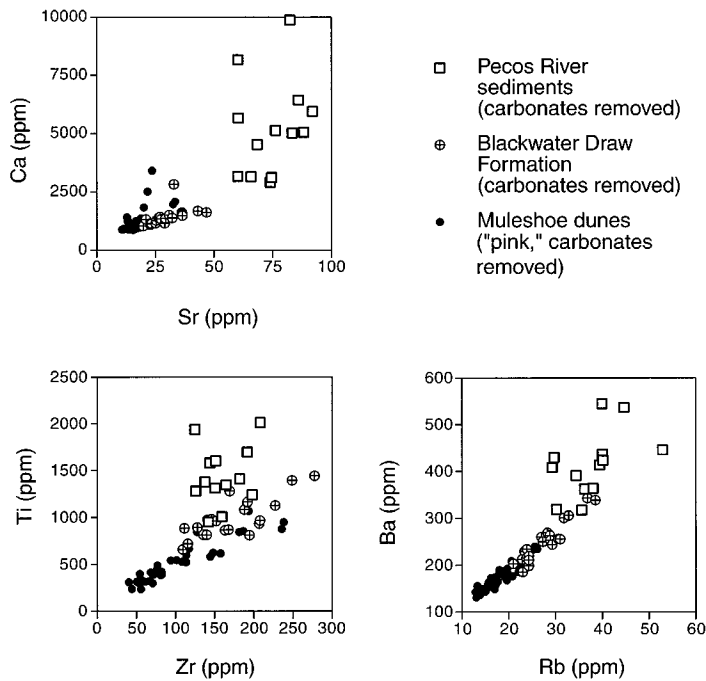 10000
7500
5000
2500
0
Ca (ppm)
0 25 50 75 100
Sr (ppm)
Pecos River
sediments
(carbonates removed)
Blackwater Draw
Formation
(carbonates removed)
Muleshoe dunes
("pink," carbonates
removed)
2500
2000
1500
1000
500
0
Ti (ppm)
0 50 100 150 200 250 300
Zr (ppm)
600
500
400
300
200
100
Ba (ppm)
10 20 30 40 50 60
Rb (ppm)